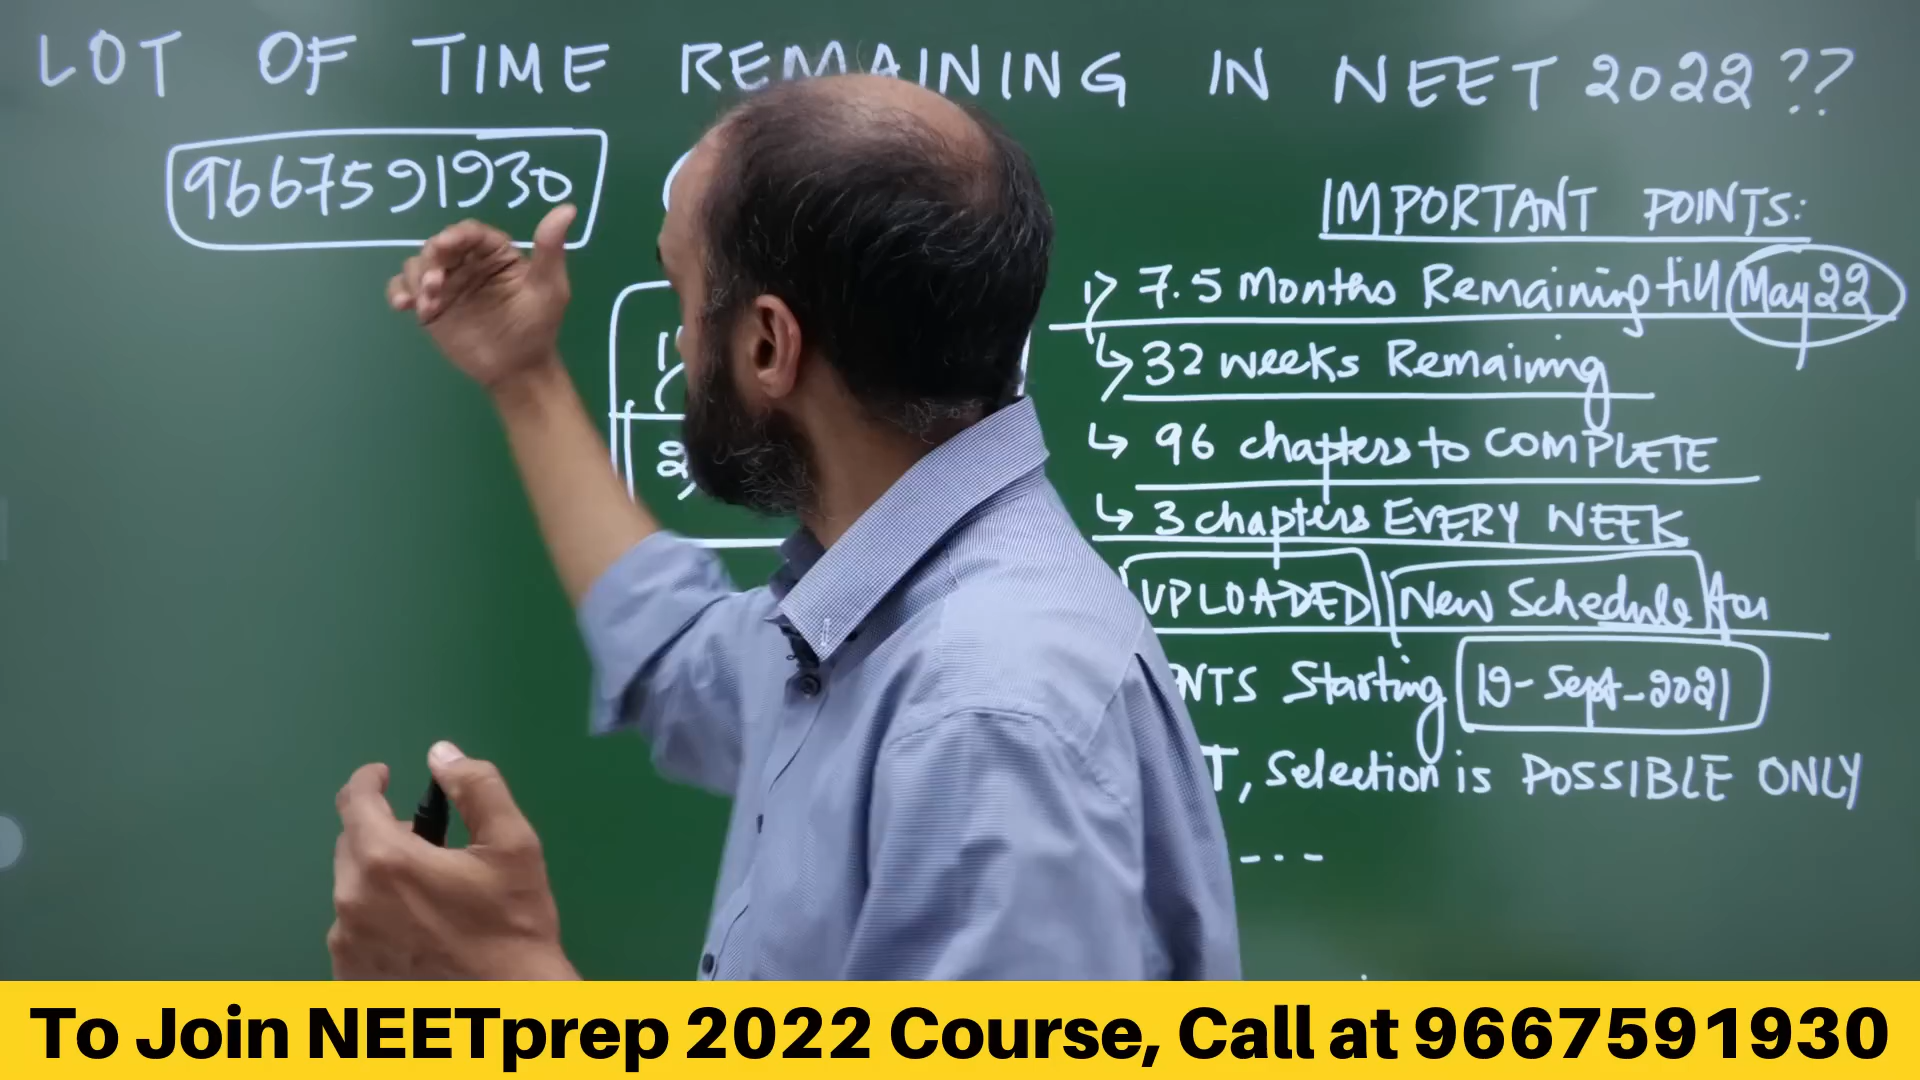 LOT OF TIME REMAINING IN NEET 2022??
9667591930
IMPORTANT POINTS:
1> 7.5 Months Remaining till May 22
↳ 32 weeks Remaining
↳ 96 chapters to COMPLETE
↳ 3 chapters EVERY WEEK
UPLOADED New Schedule for
NTS Starting 19-Sept-2021
T, Selection is POSSIBLE ONLY
To Join NEETprep 2022 Course, Call at 9667591930